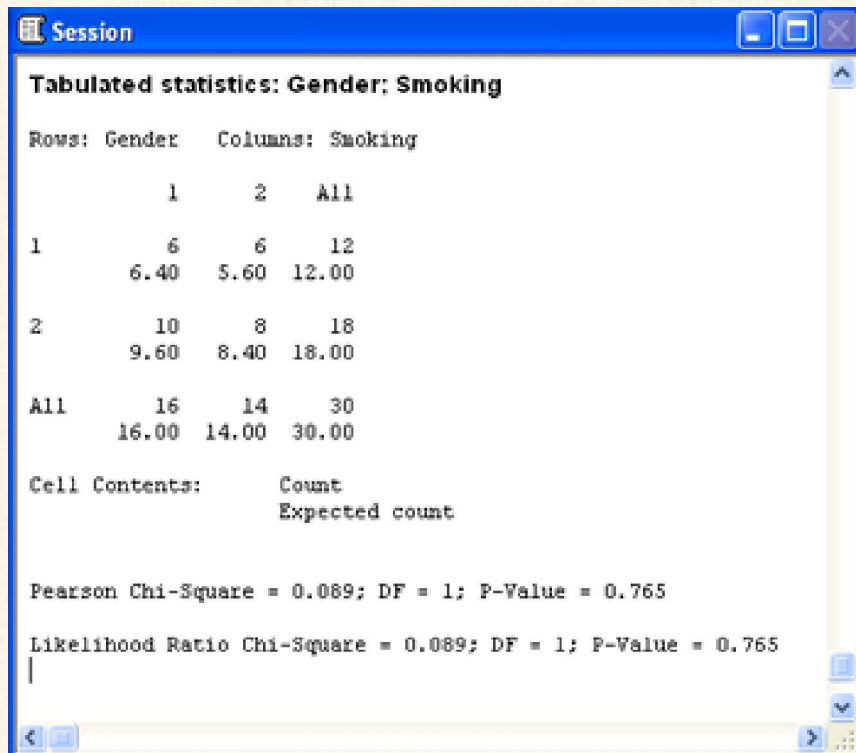 Session
Tabulated statistics: Gender; Smoking
Rows: Gender   Columns: Smoking
1 2 All
1 6 6 12
6.40 5.60 12.00
2 10 8 18
9.60 8.40 18.00
All 16 14 30
16.00 14.00 30.00
Cell Contents: Count
Expected count
Pearson Chi-Square = 0.089; DF = 1; P-Value = 0.765
Likelihood Ratio Chi-Square = 0.089; DF = 1; P-Value = 0.765